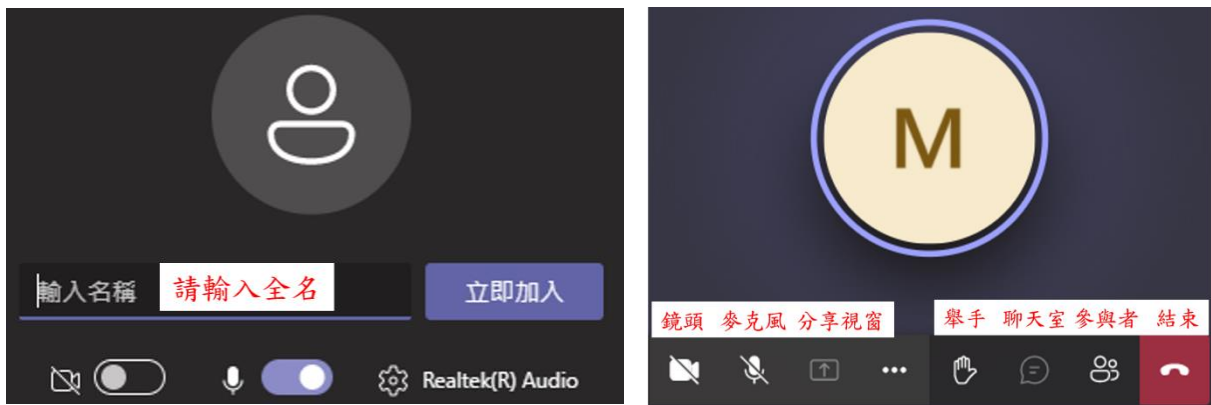 輸入名稱 請輸入全名 立即加入
Realtek(R) Audio
M
鏡頭 麥克風 分享視窗 舉手 聊天室 參與者 結束